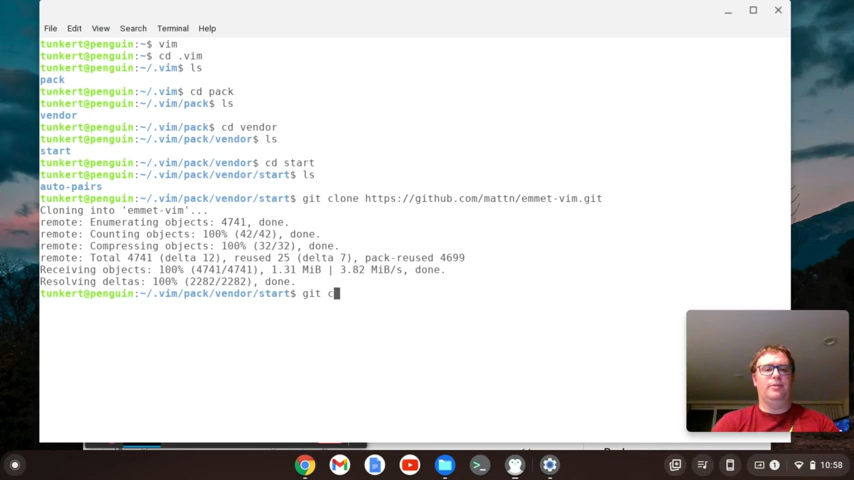 File Edit View Search Terminal Help
tunkert@penguin:~$ vim
tunkert@penguin:~$ cd .vim
tunkert@penguin:~/.vim$ ls
pack
tunkert@penguin:~/.vim$ cd pack
tunkert@penguin:~/.vim/pack$ ls
vendor
tunkert@penguin:~/.vim/pack$ cd vendor
tunkert@penguin:~/.vim/pack/vendor$ ls
start
tunkert@penguin:~/.vim/pack/vendor$ cd start
tunkert@penguin:~/.vim/pack/vendor/start$ ls
auto-pairs
tunkert@penguin:~/.vim/pack/vendor/start$ git clone https://github.com/mattn/emmet-vim.git
Cloning into 'emmet-vim'...
remote: Enumerating objects: 4741, done.
remote: Counting objects: 100% (42/42), done.
remote: Compressing objects: 100% (32/32), done.
remote: Total 4741 (delta 12), reused 25 (delta 7), pack-reused 4699
Receiving objects: 100% (4741/4741), 1.31 MiB | 3.82 MiB/s, done.
Resolving deltas: 100% (2282/2282), done.
tunkert@penguin:~/.vim/pack/vendor/start$ git c
1 10:58